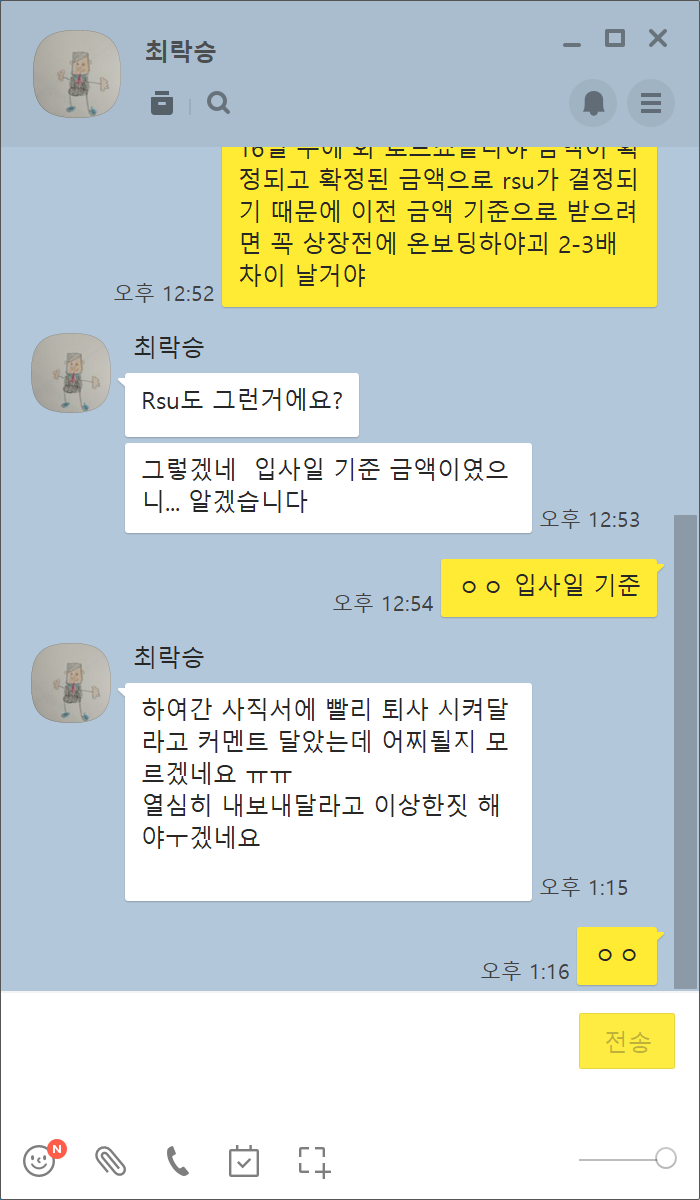 최락승
정되고 확정된 금액으로 rsu가 결정되
기 때문에 이전 금액 기준으로 받으려
면 꼭 상장전에 온보딩하야괴 2-3배
차이 날거야
오후 12:52
최락승
Rsu도 그런거에요?
그렇겠네  입사일 기준 금액이였으
니... 알겠습니다
오후 12:53
ㅇㅇ 입사일 기준
오후 12:54
최락승
하여간 사직서에 빨리 퇴사 시켜달
라고 커멘트 달았는데 어찌될지 모
르겠네요 ㅠㅠ
열심히 내보내달라고 이상한짓 해
야ㅜ겠네요
오후 1:15
ㅇㅇ
오후 1:16
전송
N